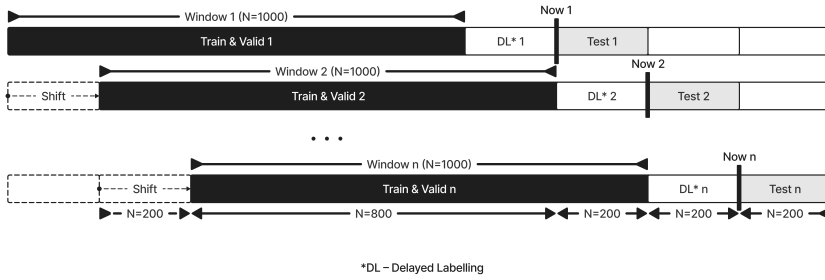 Now 1
Window 1 (N=1000)
Train & Valid 1 DL* 1 Test 1
Now 2
Window 2 (N=1000)
Shift Train & Valid 2 DL* 2 Test 2
• • •
Now n
Window n (N=1000)
Shift Train & Valid n DL* n Test n
N=200 N=800 N=200 N=200 N=200
*DL – Delayed Labelling